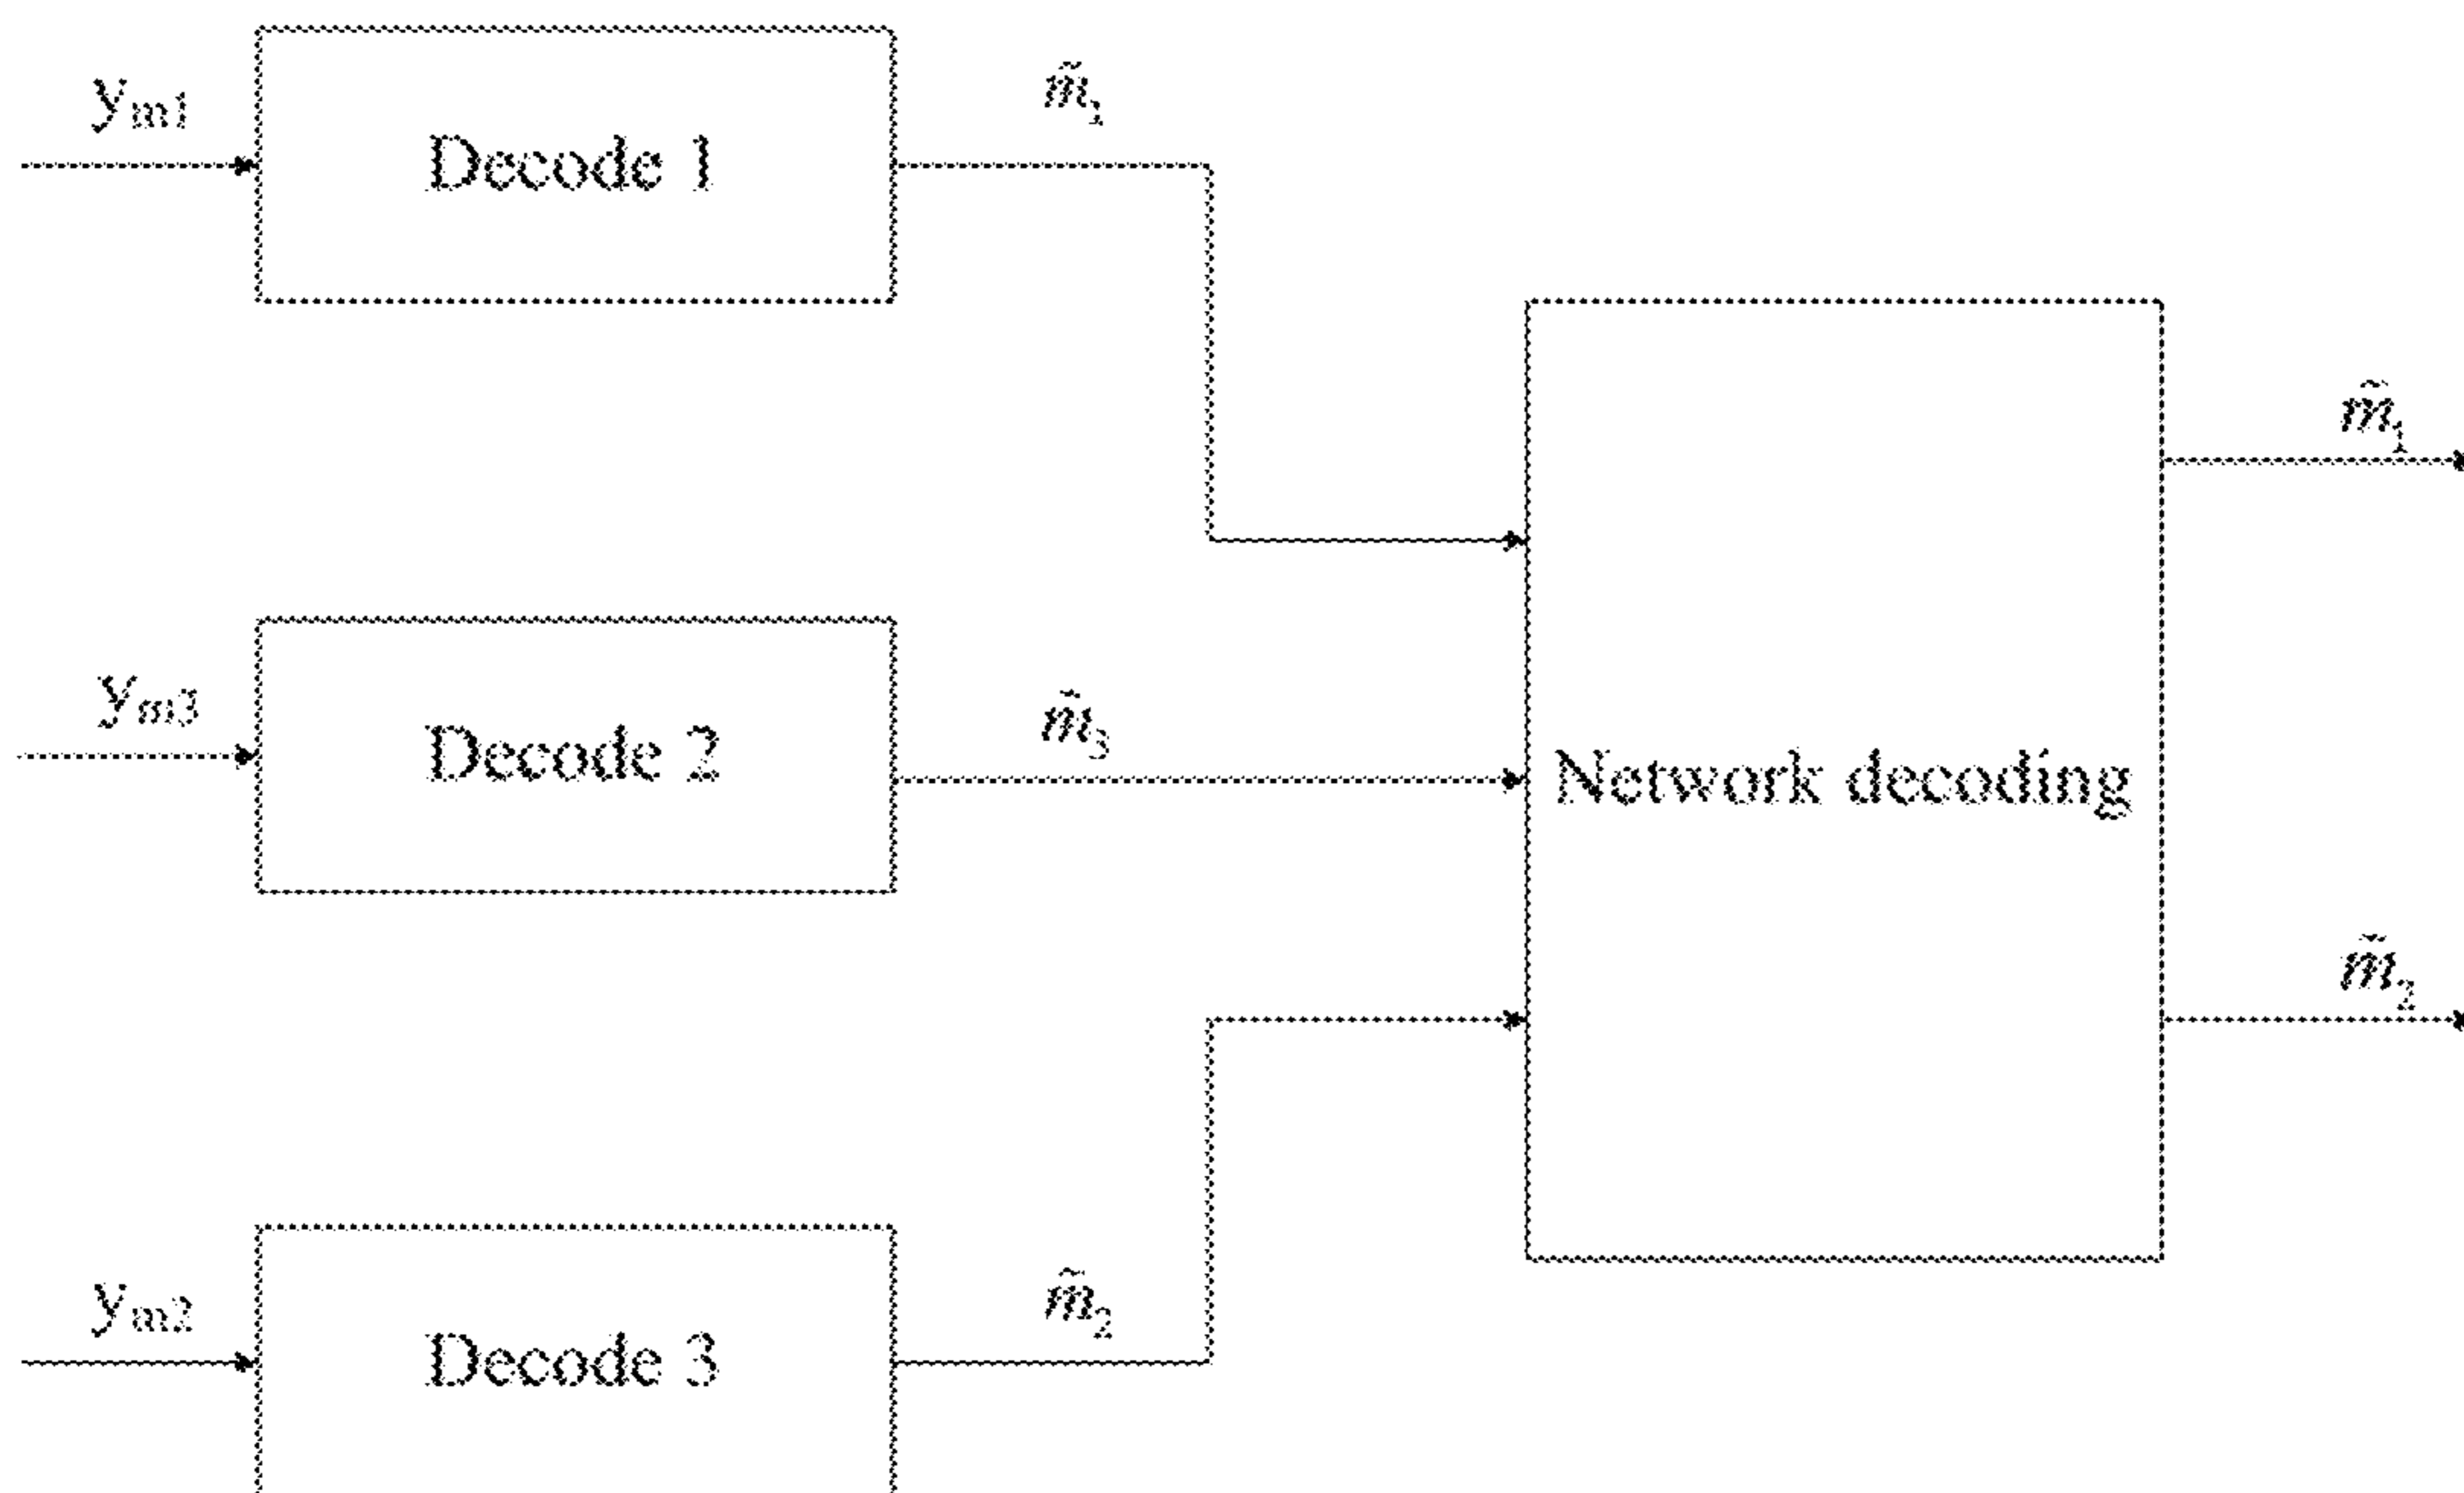 yₘ₁
Decode 1
m̃₁
yₘ₃
Decode 2
m̃₃
yₘ₂
Decode 3
m̃₂
Network decoding
m̃₁
m̃₂